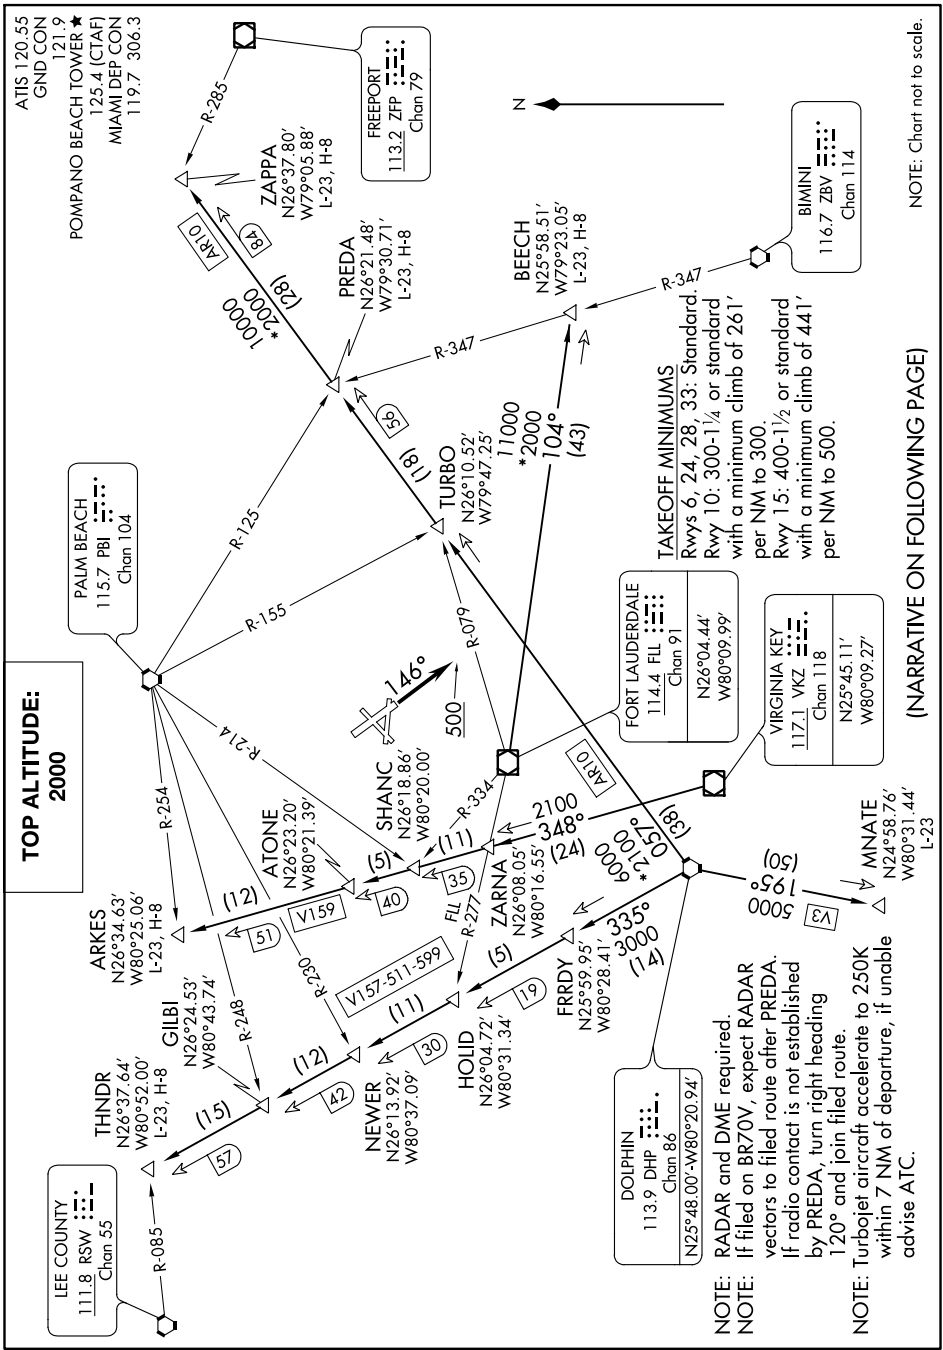 ATIS 120.55
GND CON
121.9
POMPANO BEACH TOWER ★
125.4 (CTAF)
MIAMI DEP CON
119.7 306.3
TOP ALTITUDE:
2000
LEE COUNTY
111.8 RSW
Chan 55
R-085
THNDR
N26°37.64’
W80°52.00’
L-23, H-8
57
(15)
GILBI
N26°24.53’
W80°43.74’
R-248
42
(12)
NEWER
N26°13.92’
W80°37.09’
R-230
30
(11)
V157-511-599
HOLID
N26°04.72’
W80°31.34’
FLL
R-277
19
(5)
FRRDY
N25°59.95’
W80°28.41’
335°
3000
(14)
ARKES
N26°34.63’
W80°25.06’
L-23, H-8
R-254
51
(12)
V159
ATONE
N26°23.20’
W80°21.39’
40
(5)
SHANC
N26°18.86’
W80°20.00’
R-214
35
(11)
R-334
ZARNA
N26°08.05’
W80°16.55’
2100
348°
(24)
PALM BEACH
115.7 PBI
Chan 104
R-125
R-155
146°
500
R-079
TURBO
N26°10.52’
W79°47.25’
(18)
56
PREDA
N26°21.48’
W79°30.71’
L-23, H-8
10000
*2000
(28)
AR10
84
ZAPPA
N26°37.80’
W79°05.88’
L-23, H-8
R-285
FREEPORT
113.2 ZFP
Chan 79
N
R-347
BEECH
N25°58.51’
W79°23.05’
L-23, H-8
R-347
BIMINI
116.7 ZBV
Chan 114
11000
*2000
104°
(43)
FORT LAUDERDALE
114.4 FLL
Chan 91
N26°04.44’
W80°09.99’
VIRGINIA KEY
117.1 VKZ
Chan 118
N25°45.11’
W80°09.27’
AR10
6000
*2100
057°
(38)
DOLPHIN
113.9 DHP
Chan 86
N25°48.00’-W80°20.94’
5000
195°
(50)
V3
MNATE
N24°58.76’
W80°31.44’
L-23
TAKEOFF MINIMUMS
Rwys 6, 24, 28, 33: Standard.
Rwy 10: 300-1¼ or standard
with a minimum climb of 261’
per NM to 300.
Rwy 15: 400-1½ or standard
with a minimum climb of 441’
per NM to 500.
NOTE: RADAR and DME required.
NOTE: If filed on BR70V, expect RADAR
vectors to filed route after PREDA.
If radio contact is not established
by PREDA, turn right heading
120° and join filed route.
NOTE: Turbojet aircraft accelerate to 250K
within 7 NM of departure, if unable
advise ATC.
(NARRATIVE ON FOLLOWING PAGE)
NOTE: Chart not to scale.